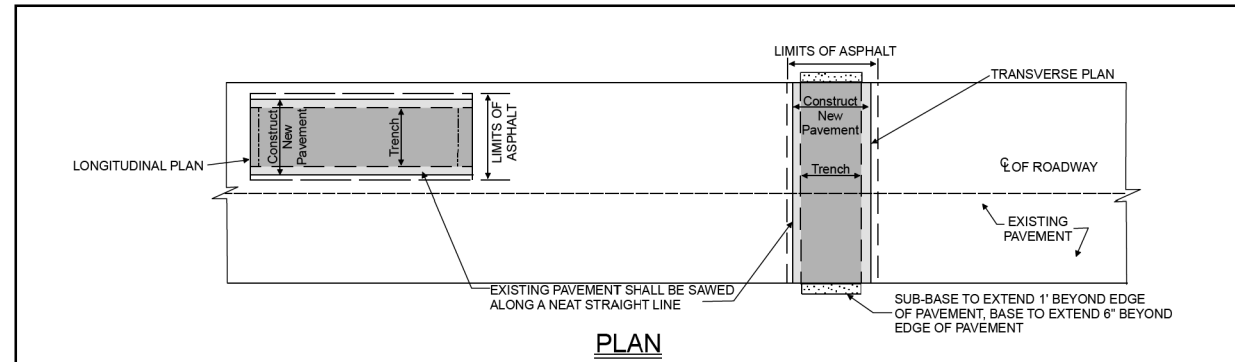 LIMITS OF ASPHALT
TRANSVERSE PLAN
Construct
New
Pavement
Trench
LIMITS OF
ASPHALT
Construct
New
Pavement
Trench
LONGITUDINAL PLAN
℄ OF ROADWAY
EXISTING
PAVEMENT
EXISTING PAVEMENT SHALL BE SAWED
ALONG A NEAT STRAIGHT LINE
SUB-BASE TO EXTEND 1' BEYOND EDGE
OF PAVEMENT, BASE TO EXTEND 6" BEYOND
EDGE OF PAVEMENT
PLAN